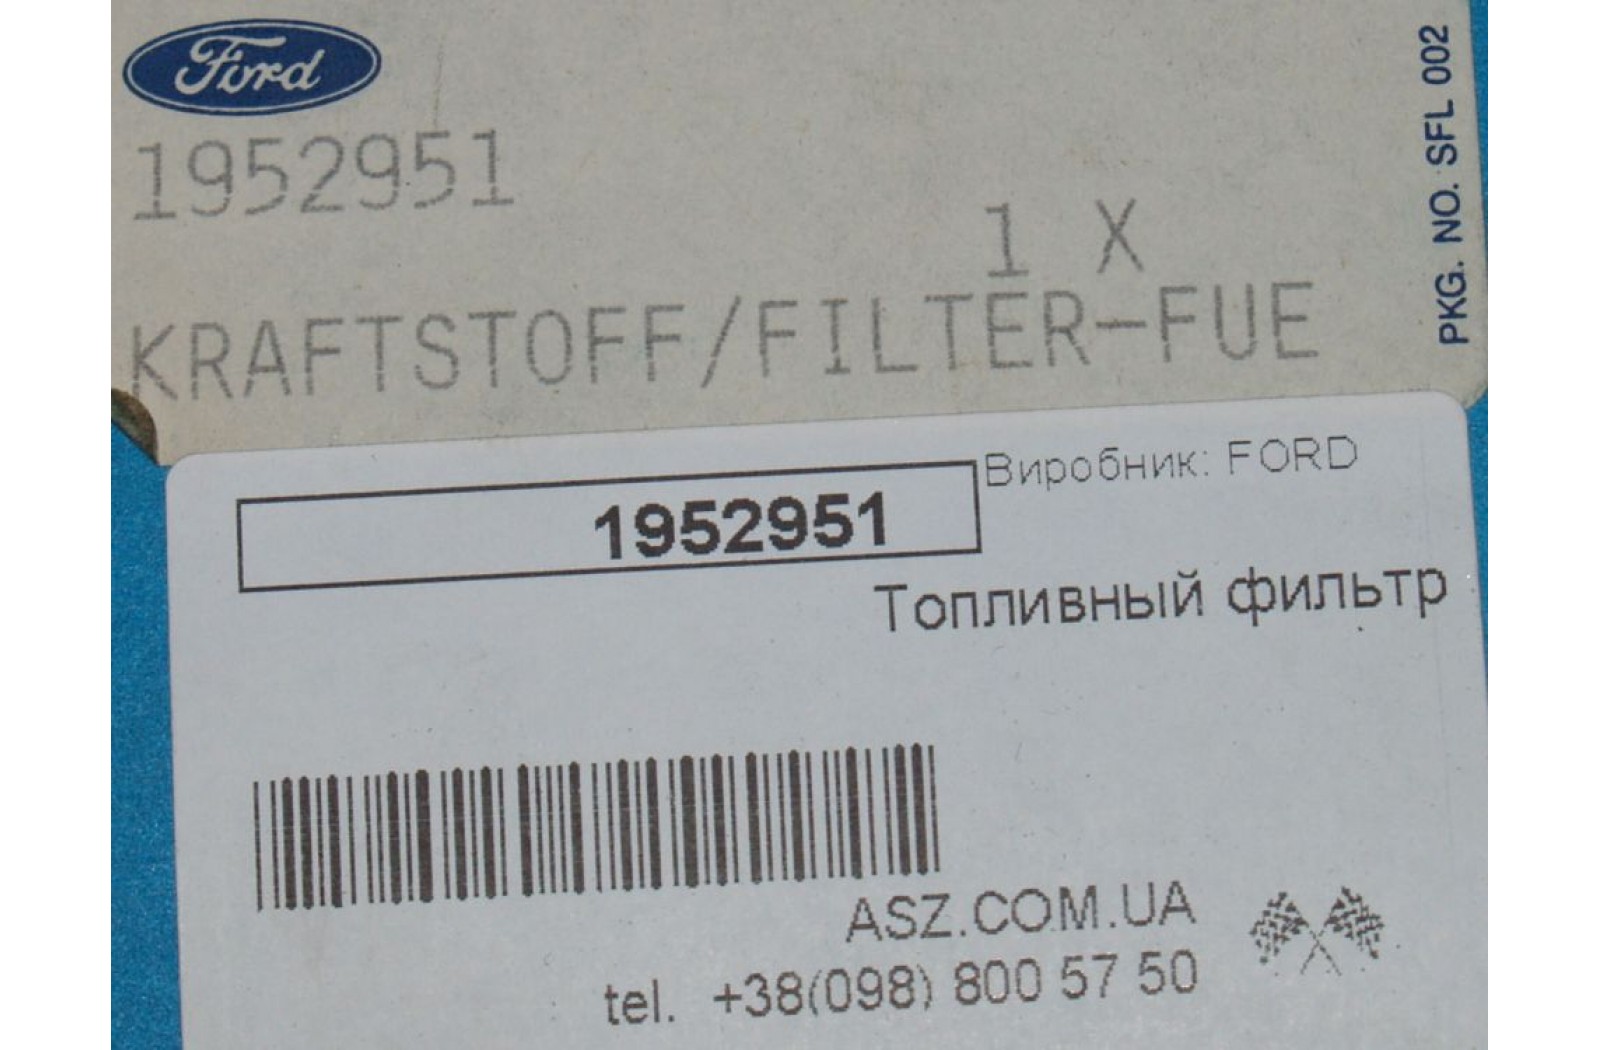 Ford
1952951
1 X
KRAFTSTOFF/FILTER-FUE
PKG. NO. SFL 002
1952951
Виробник: FORD
Топливный фильтр
ASZ.COM.UA
tel. +38(098) 800 57 50